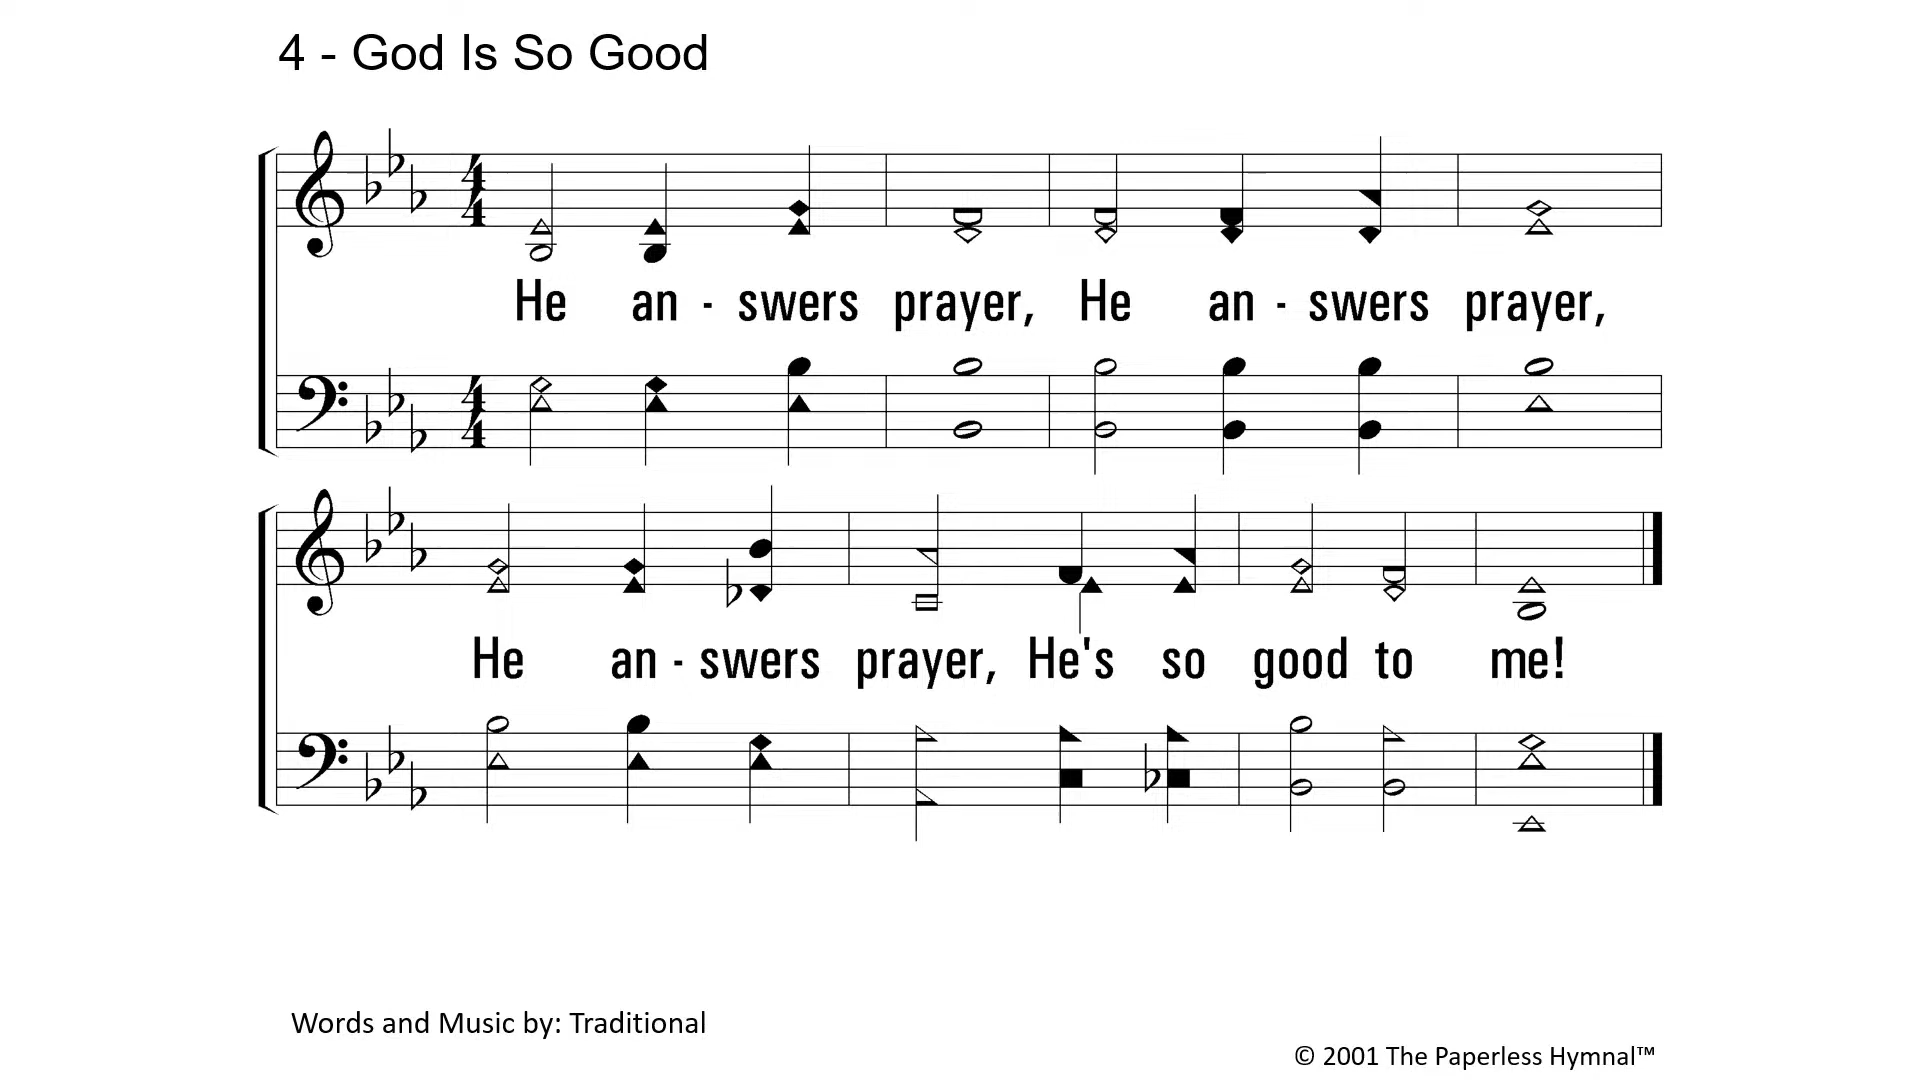 4 - God Is So Good
He an - swers prayer, He an - swers prayer,
He an - swers prayer, He's so good to me!
Words and Music by: Traditional
© 2001 The Paperless Hymnal™